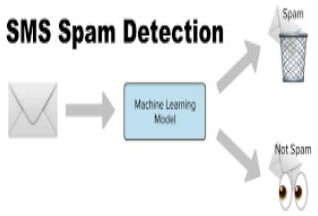 SMS Spam Detection
Spam
Machine Learning
Model
Not Spam